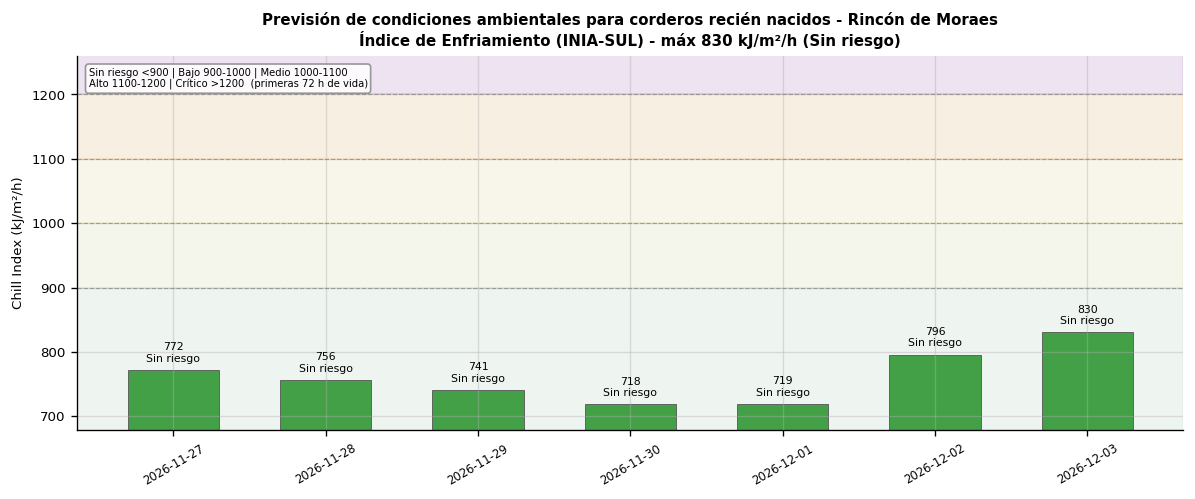 Previsión de condiciones ambientales para corderos recién nacidos - Rincón de Moraes
Índice de Enfriamiento (INIA-SUL) - máx 830 kJ/m²/h (Sin riesgo)
Sin riesgo <900 | Bajo 900-1000 | Medio 1000-1100
Alto 1100-1200 | Crítico >1200  (primeras 72 h de vida)
Chill Index (kJ/m²/h)
1200
1100
1000
900
800
700
772
Sin riesgo
756
Sin riesgo
741
Sin riesgo
718
Sin riesgo
719
Sin riesgo
796
Sin riesgo
830
Sin riesgo
2026-11-27
2026-11-28
2026-11-29
2026-11-30
2026-12-01
2026-12-02
2026-12-03